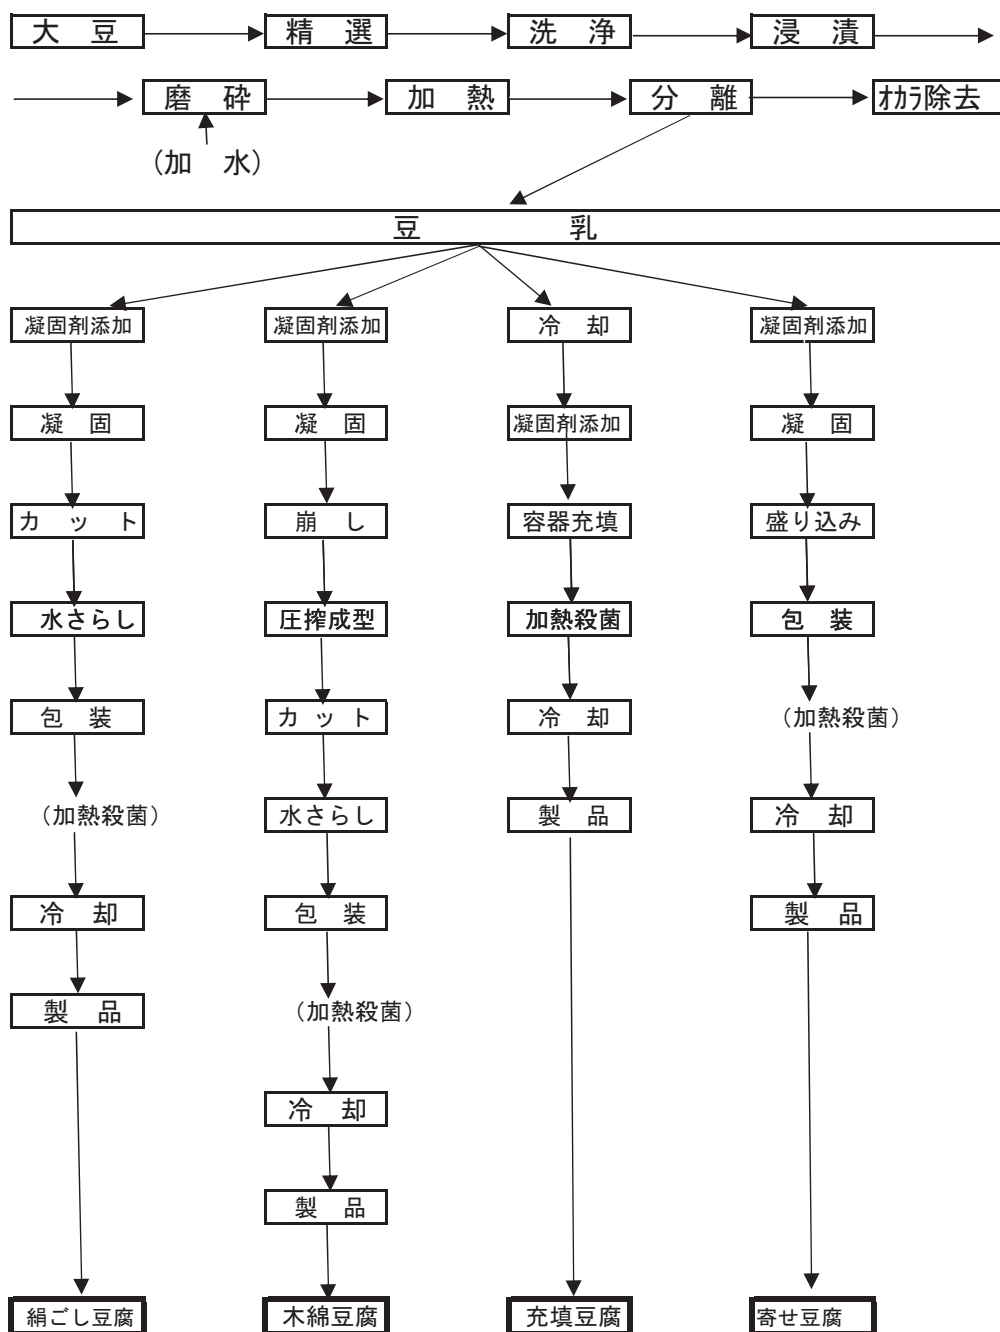 大　豆　精　選　洗　浄　浸　漬
磨　砕　加　熱　分　離　ｵｶﾗ除去
（加　水）
豆　乳
凝固剤添加　凝固剤添加　冷　却　凝固剤添加
凝　固　凝　固　凝固剤添加　凝　固
カ　ッ　ト　崩　し　容器充填　盛り込み
水さらし　圧搾成型　加熱殺菌　包　装
包　装　カ　ッ　ト　冷　却　（加熱殺菌）
（加熱殺菌）　水さらし　製　品　冷　却
冷　却　包　装　製　品
製　品　（加熱殺菌）
冷　却
製　品
絹ごし豆腐　木綿豆腐　充填豆腐　寄せ豆腐